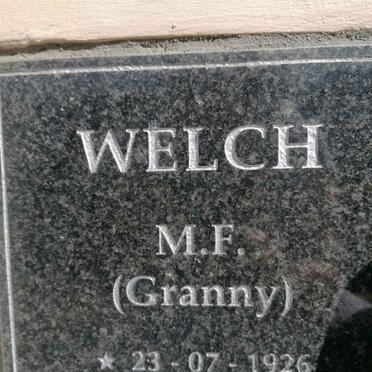 WELCH
M.F.
(Granny)
★ 23 - 07 - 1926